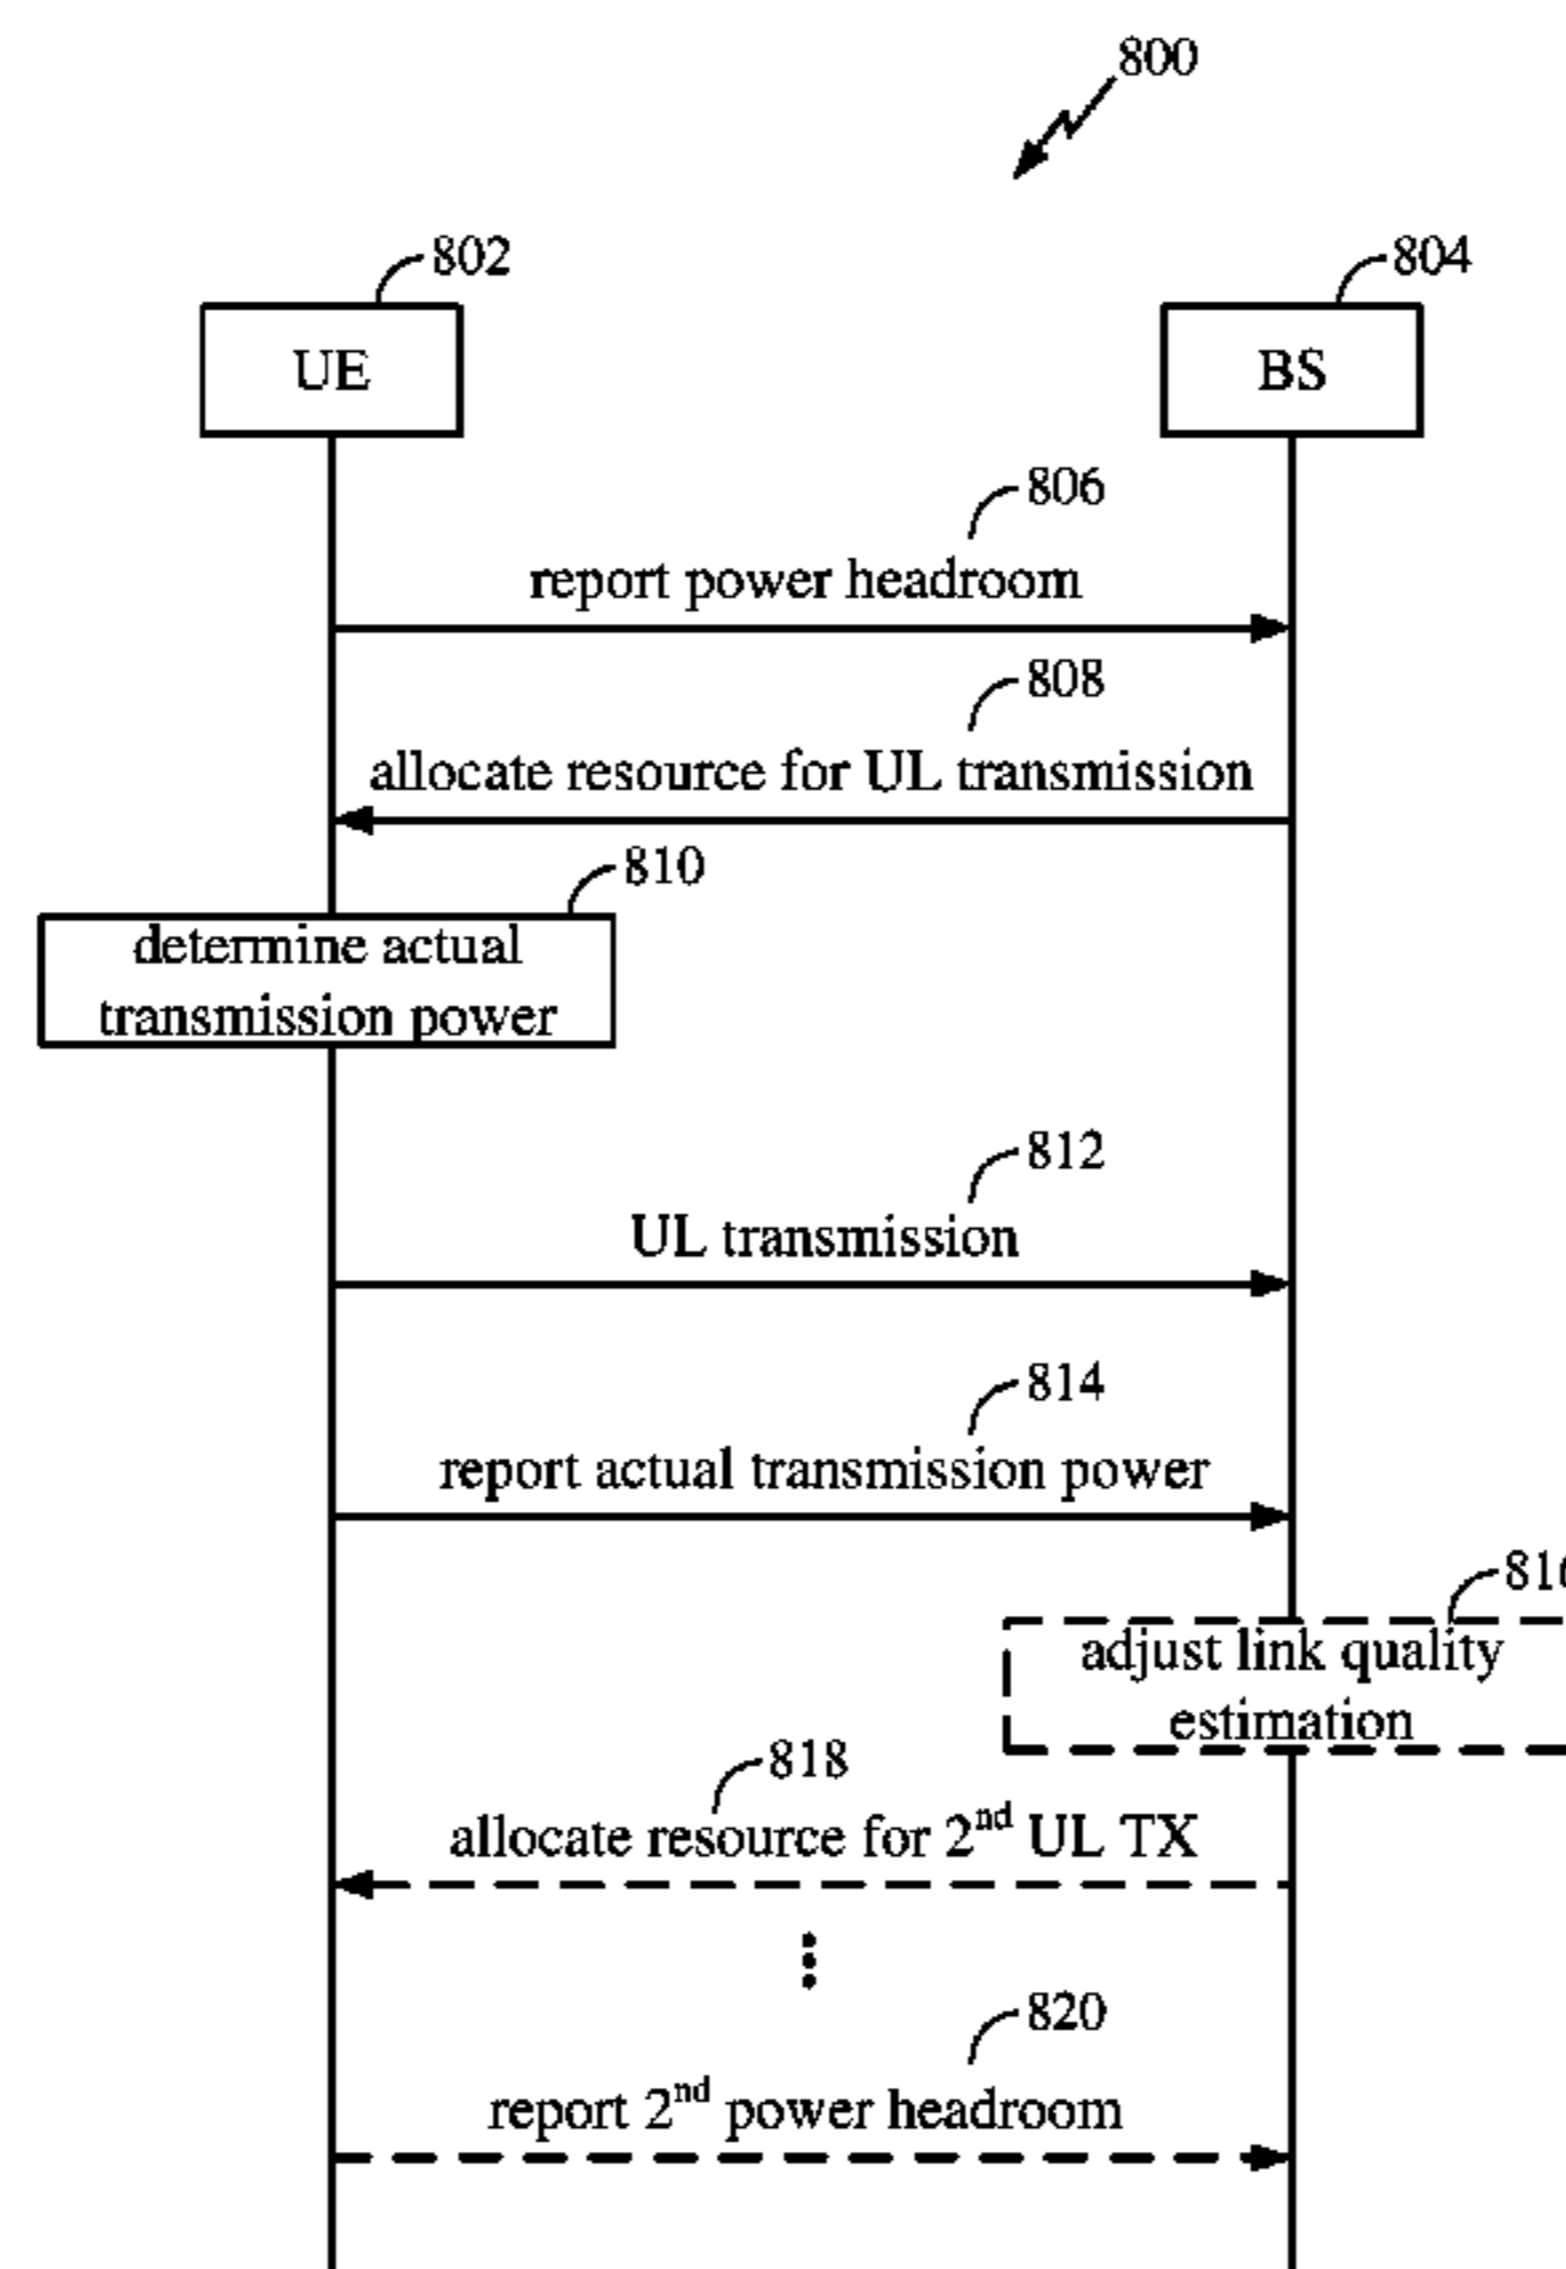 800
802
804
UE
BS
806
report power headroom
808
allocate resource for UL transmission
810
determine actual
transmission power
812
UL transmission
814
report actual transmission power
816
adjust link quality
estimation
818
allocate resource for 2nd UL TX
820
report 2nd power headroom